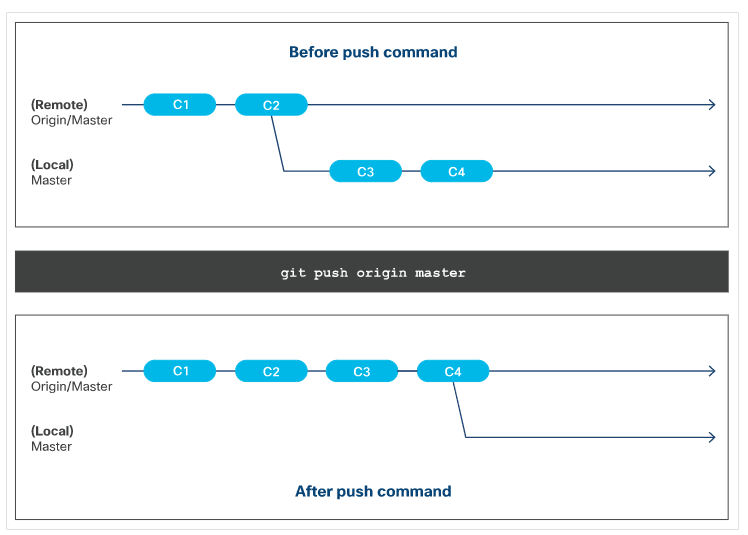 Before push command
(Remote)
Origin/Master
C1
C2
(Local)
Master
C3
C4
git push origin master
(Remote)
Origin/Master
C1
C2
C3
C4
(Local)
Master
After push command